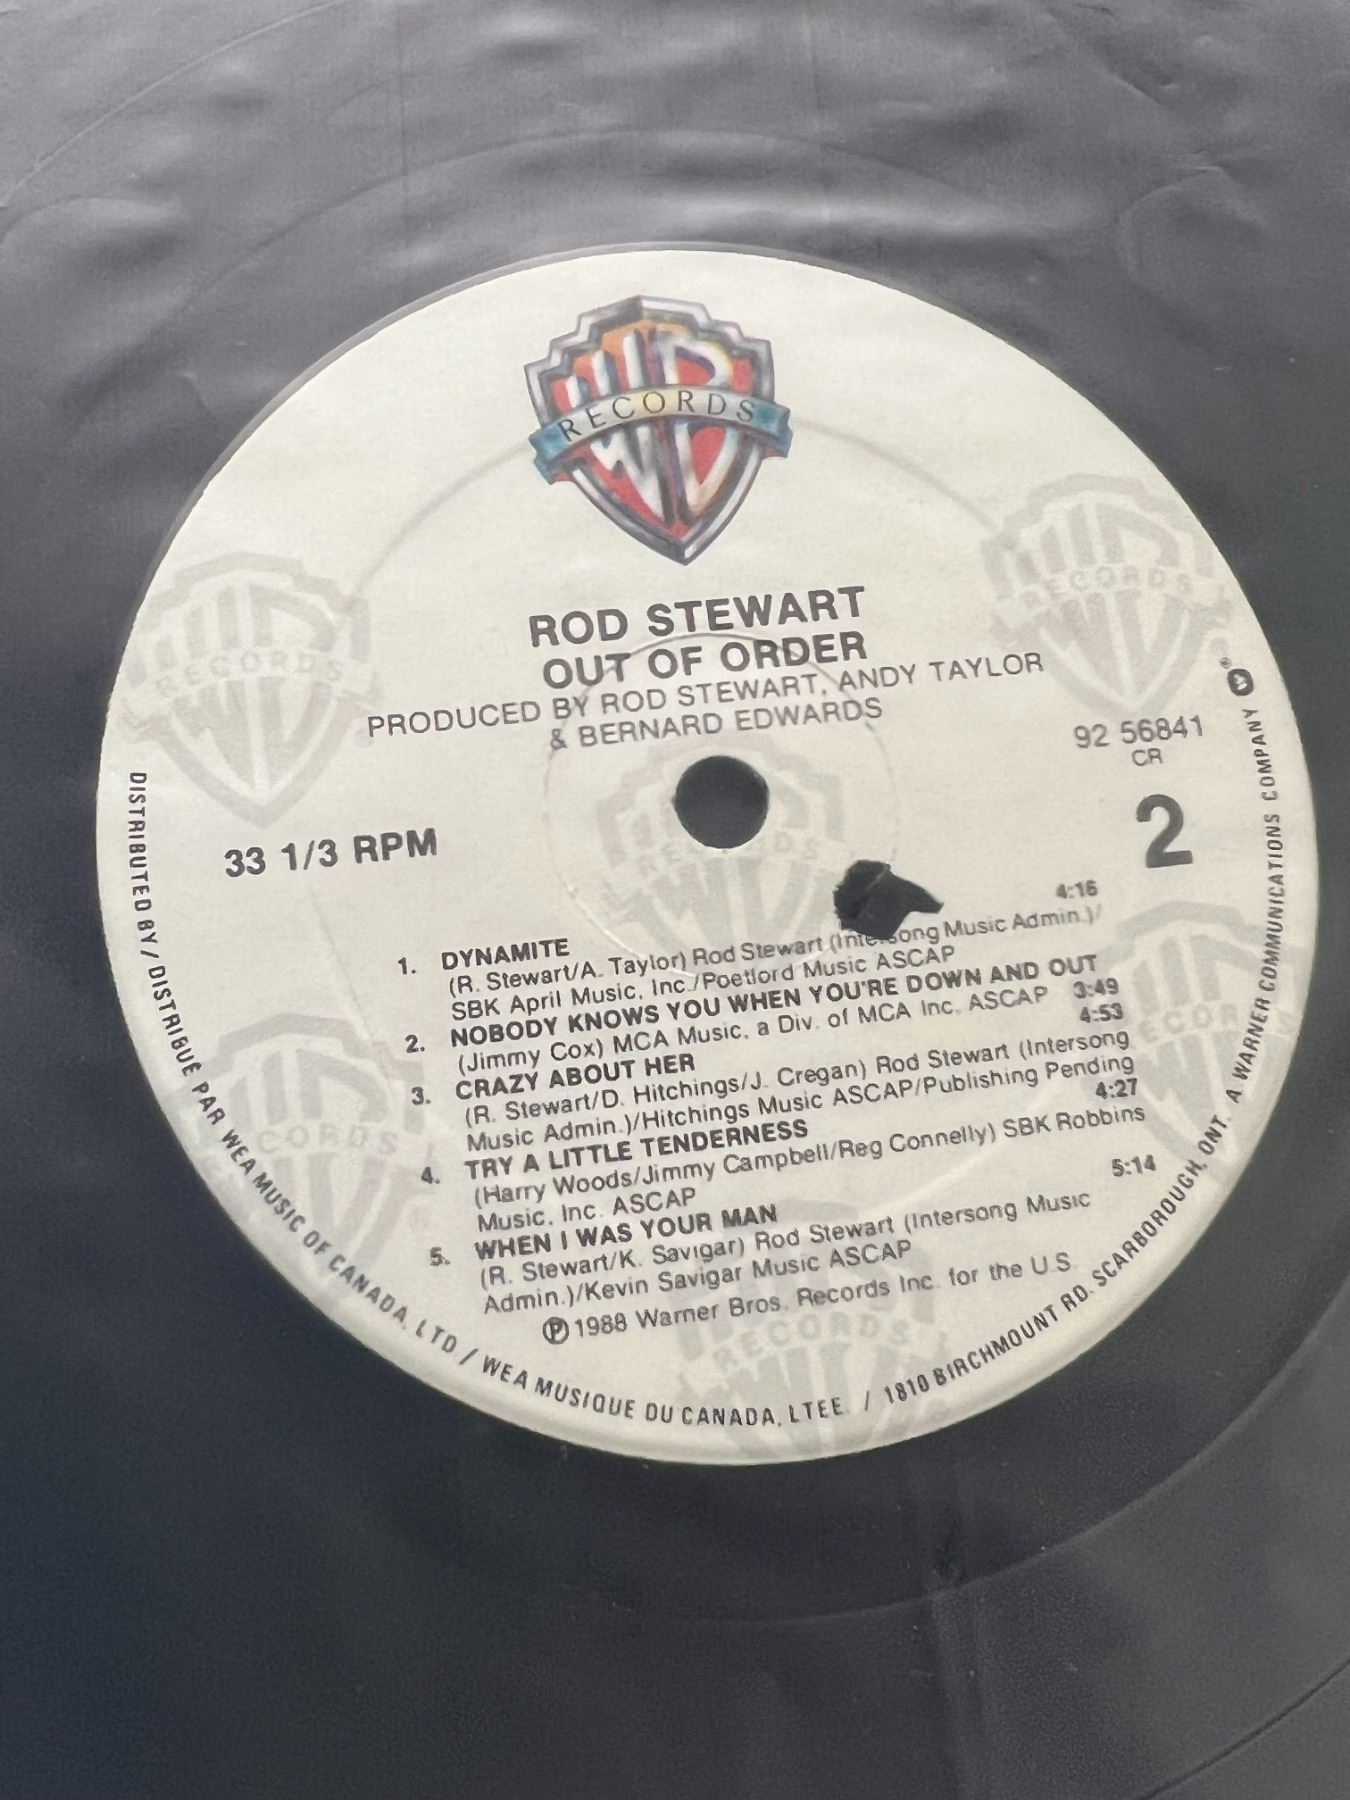 RECORDS
ROD STEWART
OUT OF ORDER
PRODUCED BY ROD STEWART, ANDY TAYLOR
& BERNARD EDWARDS
92 56841
CR
33 1/3 RPM
2
1. DYNAMITE 4:16
(R. Stewart/A. Taylor) Rod Stewart (Intersong Music Admin.)/
SBK April Music, Inc./Poetlord Music ASCAP
2. NOBODY KNOWS YOU WHEN YOU'RE DOWN AND OUT
(Jimmy Cox) MCA Music, a Div. of MCA Inc. ASCAP 3:49
3. CRAZY ABOUT HER 4:53
(R. Stewart/D. Hitchings/J. Cregan) Rod Stewart (Intersong
Music Admin.)/Hitchings Music ASCAP/Publishing Pending
4. TRY A LITTLE TENDERNESS 4:27
(Harry Woods/Jimmy Campbell/Reg Connelly) SBK Robbins
Music, Inc. ASCAP
5. WHEN I WAS YOUR MAN 5:14
(R. Stewart/K. Savigar) Rod Stewart (Intersong Music
Admin.)/Kevin Savigar Music ASCAP
℗ 1988 Warner Bros. Records Inc. for the U.S.
DISTRIBUTED BY / DISTRIBUÉ PAR WEA MUSIC OF CANADA, LTD / WEA MUSIQUE DU CANADA, LTEE. / 1810 BIRCHMOUNT RD. SCARBOROUGH, ONT. A WARNER COMMUNICATIONS COMPANY